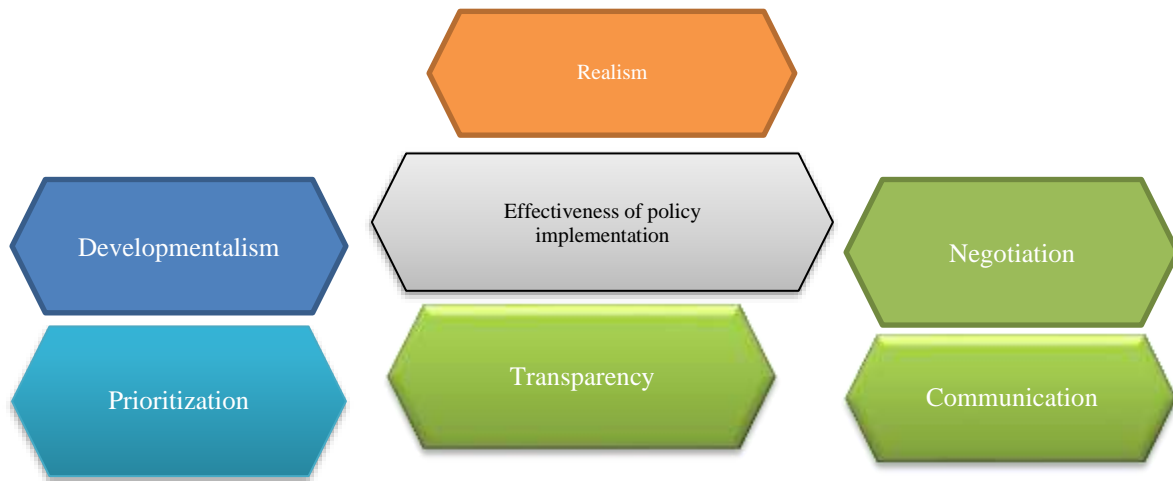 Realism
Effectiveness of policy
implementation
Developmentalism
Negotiation
Transparency
Prioritization
Communication